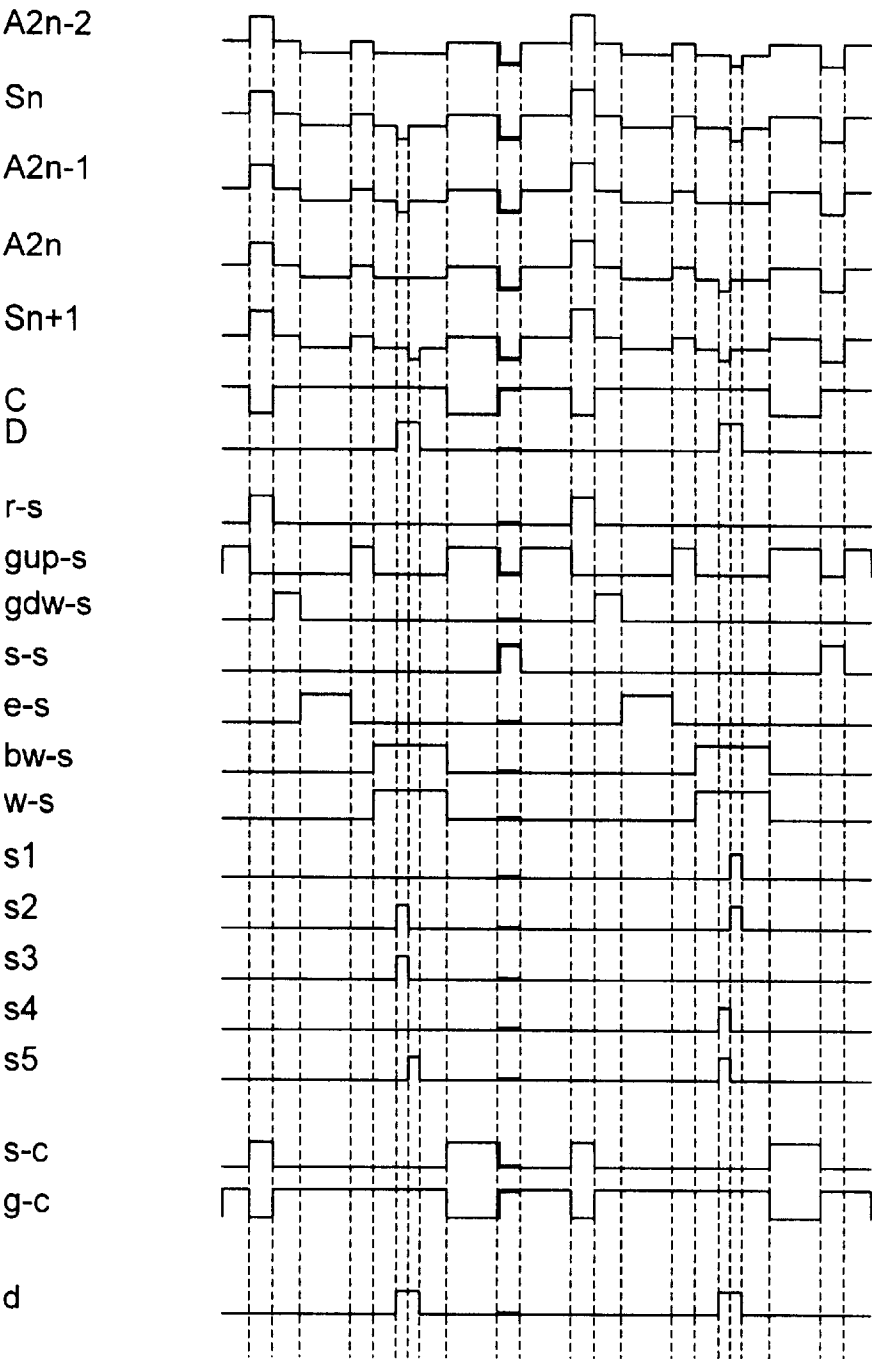 A2n-2
Sn
A2n-1
A2n
Sn+1
C
D
r-s
gup-s
gdw-s
s-s
e-s
bw-s
w-s
s1
s2
s3
s4
s5
s-c
g-c
d